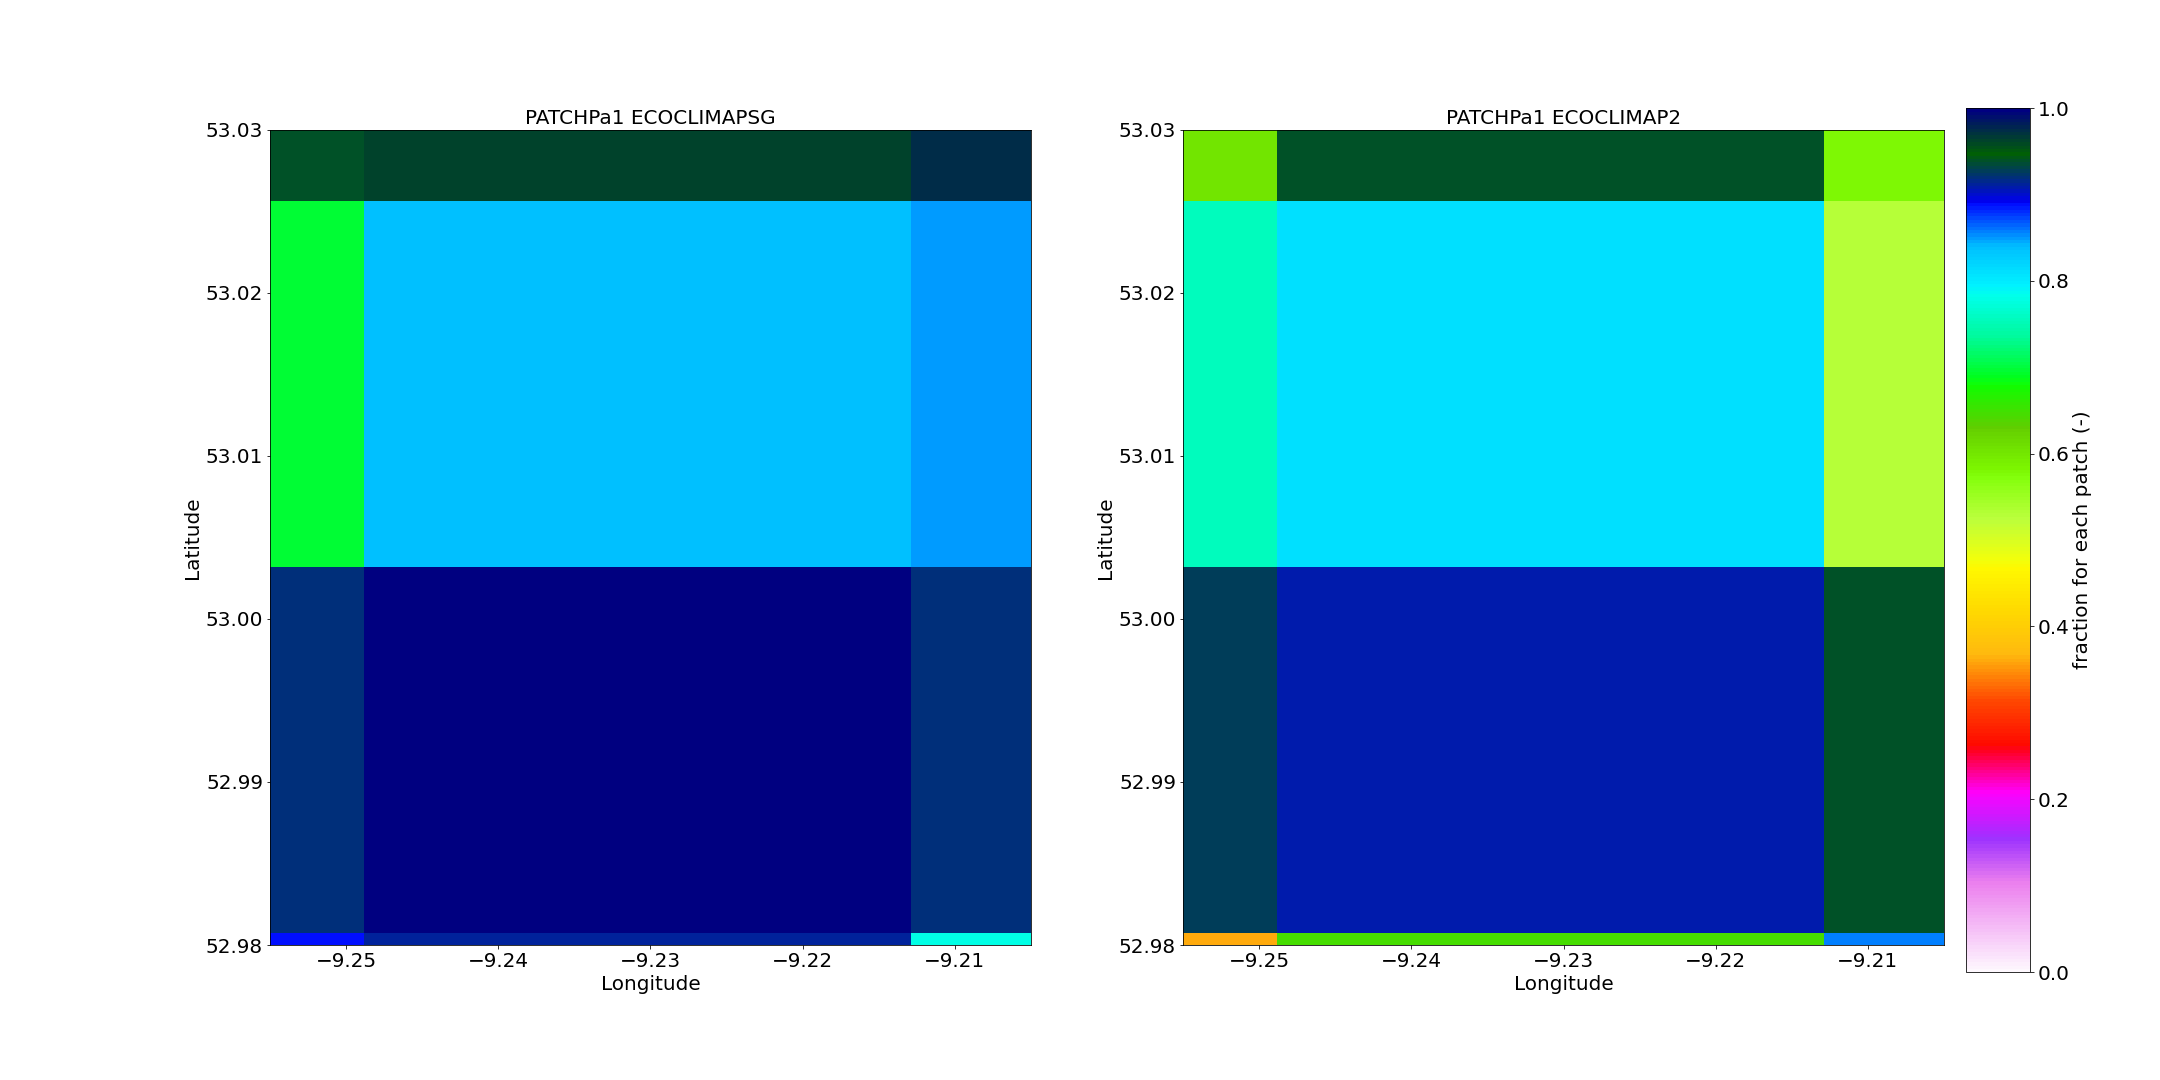 PATCHPa1 ECOCLIMAPSG
53.03
53.02
53.01
53.00
52.99
52.98
Latitude
−9.25 −9.24 −9.23 −9.22 −9.21
Longitude
PATCHPa1 ECOCLIMAP2
53.03
53.02
53.01
53.00
52.99
52.98
Latitude
−9.25 −9.24 −9.23 −9.22 −9.21
Longitude
1.0
0.8
0.6
0.4
0.2
0.0
fraction for each patch (-)